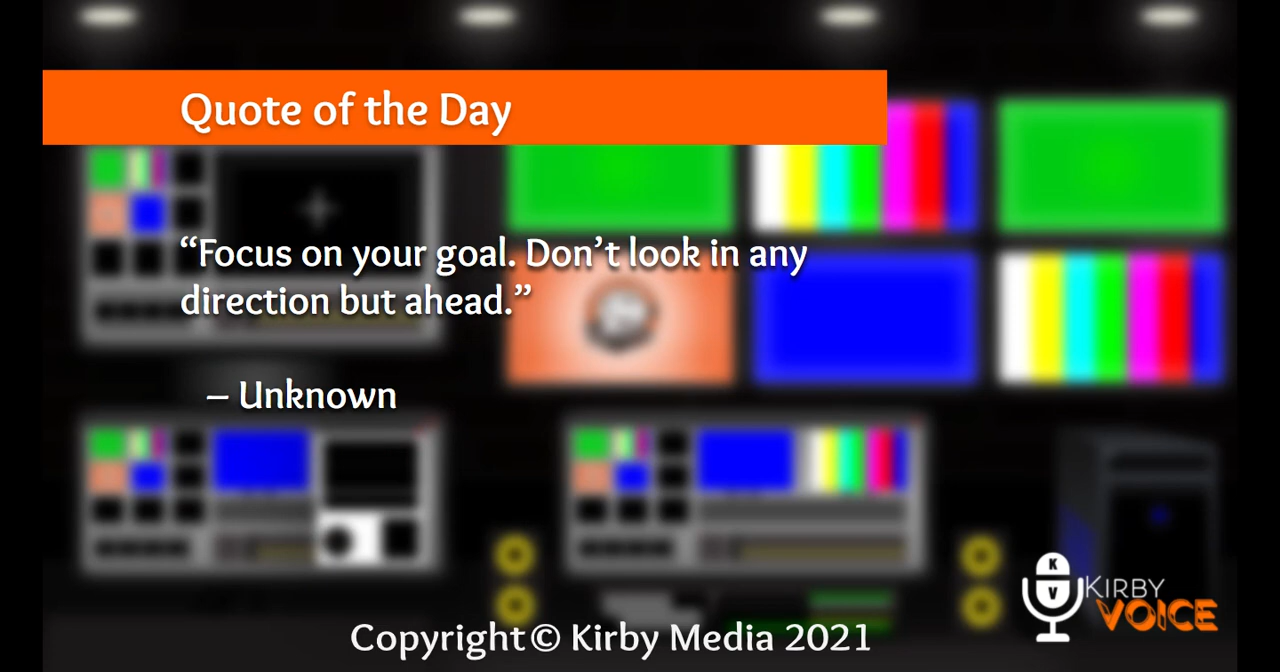 Quote of the Day
“Focus on your goal. Don’t look in any
direction but ahead.”
– Unknown
K
V
KIRBY
VOICE
Copyright © Kirby Media 2021